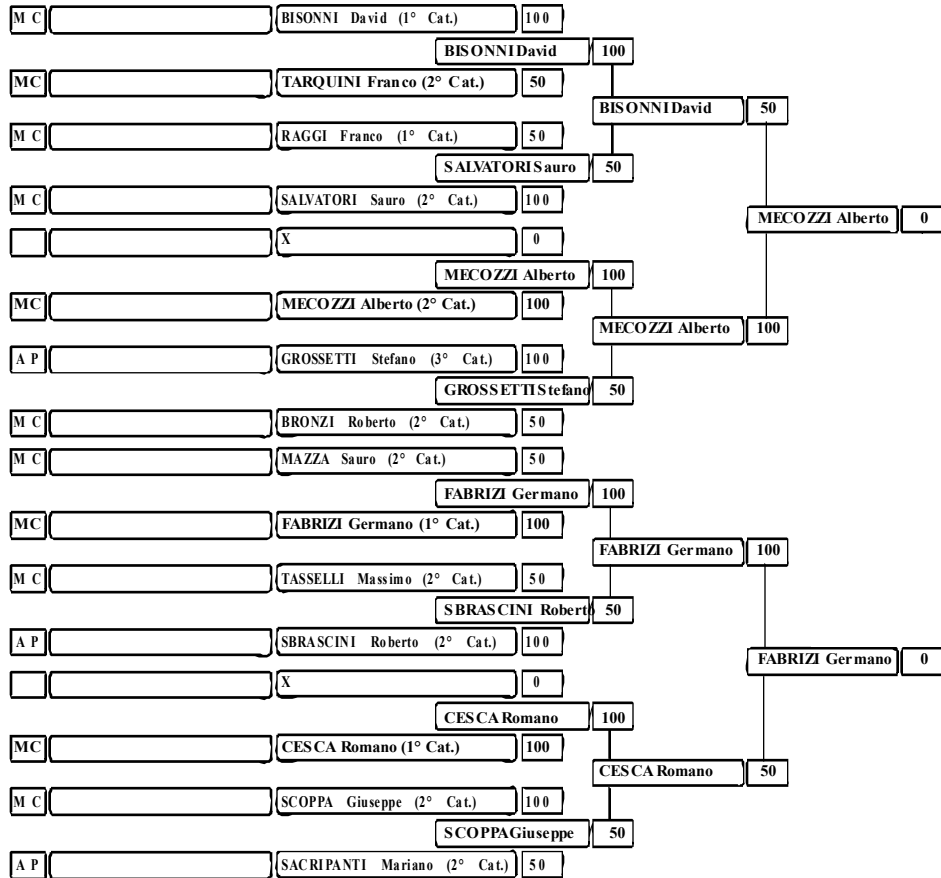 M C BISONNI David (1° Cat.) 100
BISONNI David 100
MC TARQUINI Franco (2° Cat.) 50
BISONNI David 50
M C RAGGI Franco (1° Cat.) 50
SALVATORI Sauro 50
M C SALVATORI Sauro (2° Cat.) 100
MECOZZI Alberto 0
X 0
MECOZZI Alberto 100
MC MECOZZI Alberto (2° Cat.) 100
MECOZZI Alberto 100
A P GROSSETTI Stefano (3° Cat.) 100
GROSSETTI Stefano 50
M C BRONZI Roberto (2° Cat.) 50
M C MAZZA Sauro (2° Cat.) 50
FABRIZI Germano 100
MC FABRIZI Germano (1° Cat.) 100
FABRIZI Germano 100
M C TASSELLI Massimo (2° Cat.) 50
SBRASCINI Roberto 50
A P SBRASCINI Roberto (2° Cat.) 100
FABRIZI Germano 0
X 0
CESCA Romano 100
MC CESCA Romano (1° Cat.) 100
CESCA Romano 50
M C SCOPPA Giuseppe (2° Cat.) 100
SCOPPA Giuseppe 50
A P SACRIPANTI Mariano (2° Cat.) 50